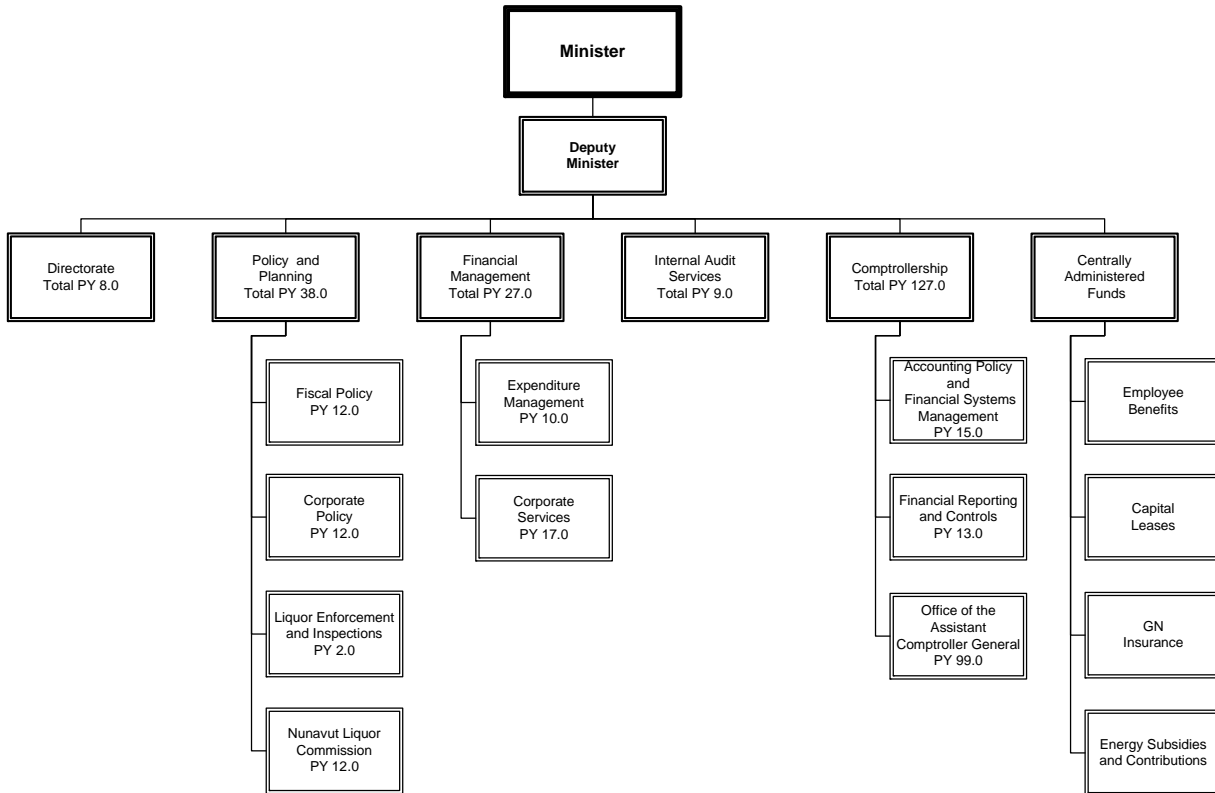 Minister
Deputy
Minister
Directorate
Total PY 8.0
Policy and
Planning
Total PY 38.0
Financial
Management
Total PY 27.0
Internal Audit
Services
Total PY 9.0
Comptrollership
Total PY 127.0
Centrally
Administered
Funds
Fiscal Policy
PY 12.0
Corporate
Policy
PY 12.0
Liquor Enforcement
and Inspections
PY 2.0
Nunavut Liquor
Commission
PY 12.0
Expenditure
Management
PY 10.0
Corporate
Services
PY 17.0
Accounting Policy
and
Financial Systems
Management
PY 15.0
Financial Reporting
and Controls
PY 13.0
Office of the
Assistant
Comptroller General
PY 99.0
Employee
Benefits
Capital
Leases
GN
Insurance
Energy Subsidies
and Contributions